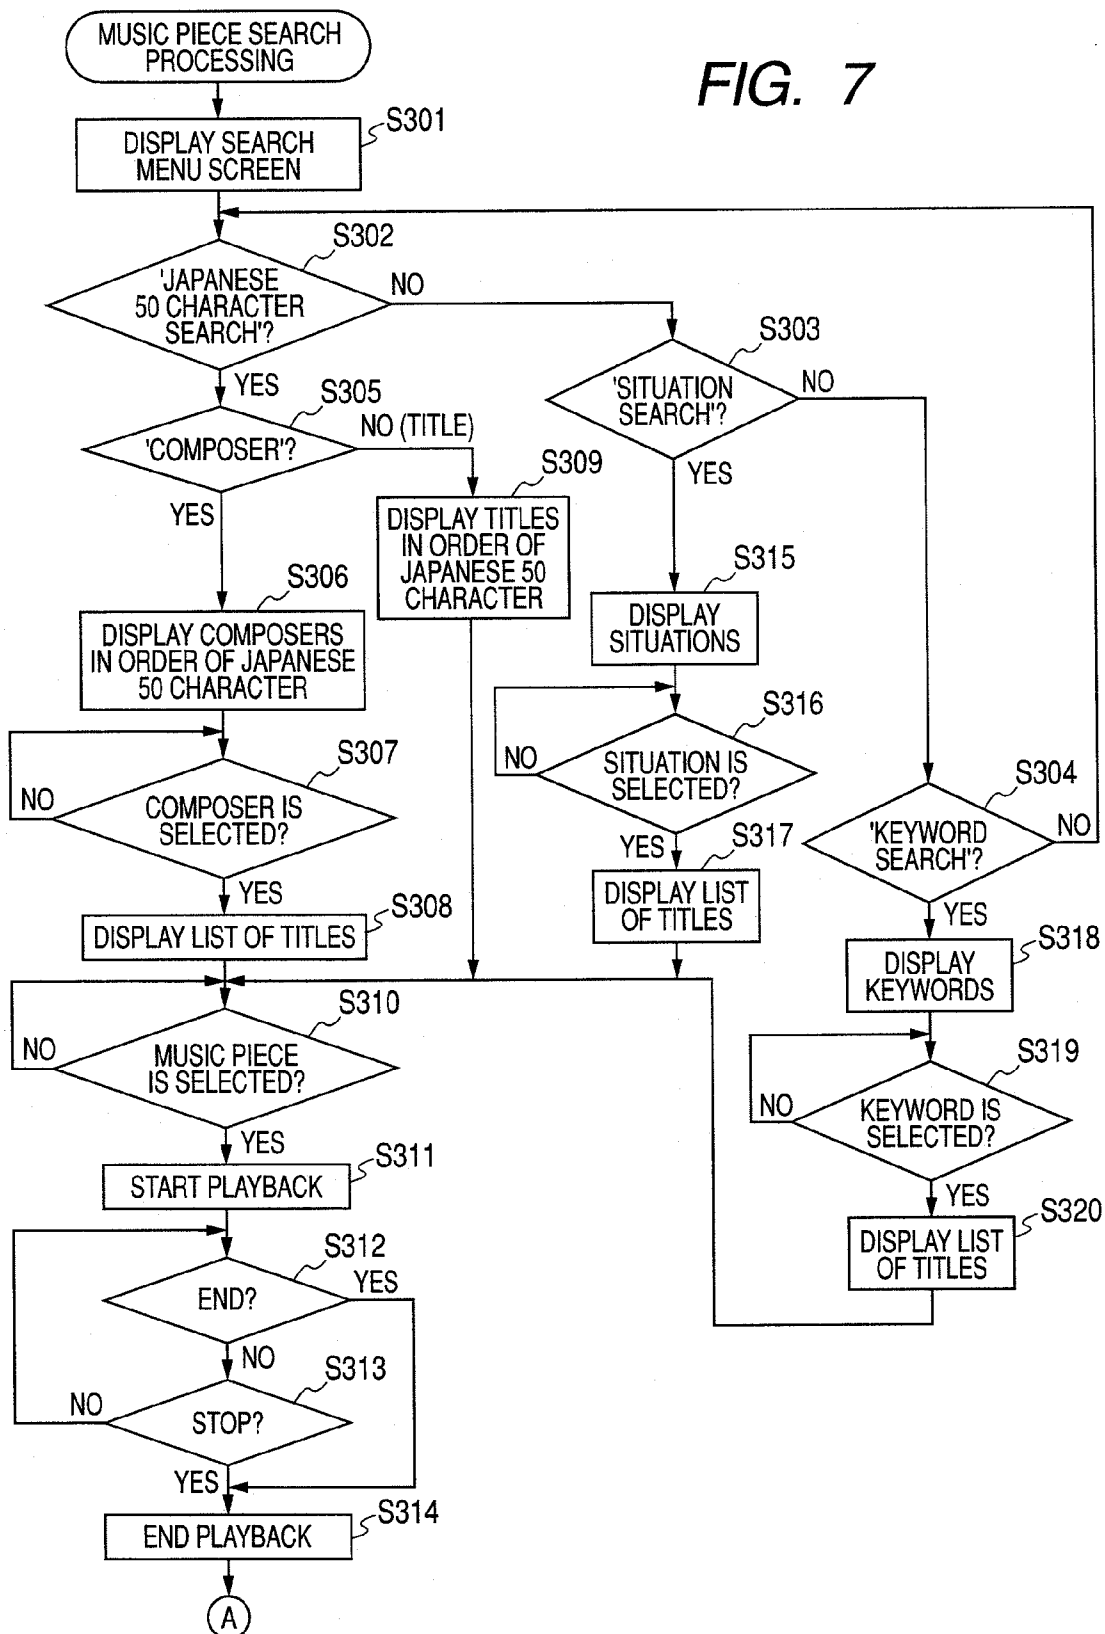 MUSIC PIECE SEARCH
PROCESSING
FIG. 7
S301
DISPLAY SEARCH
MENU SCREEN
S302
'JAPANESE
50 CHARACTER
SEARCH'?
NO
YES
S303
'SITUATION
SEARCH'?
NO
YES
S305
'COMPOSER'?
NO (TITLE)
YES
S309
DISPLAY TITLES
IN ORDER OF
JAPANESE 50
CHARACTER
S306
DISPLAY COMPOSERS
IN ORDER OF JAPANESE
50 CHARACTER
S315
DISPLAY
SITUATIONS
S307
COMPOSER IS
SELECTED?
NO
YES
S316
SITUATION IS
SELECTED?
NO
YES
S304
'KEYWORD
SEARCH'?
NO
YES
S308
DISPLAY LIST OF TITLES
S317
DISPLAY LIST
OF TITLES
S318
DISPLAY
KEYWORDS
S310
MUSIC PIECE
IS SELECTED?
NO
YES
S319
KEYWORD IS
SELECTED?
NO
YES
S311
START PLAYBACK
S320
DISPLAY LIST
OF TITLES
S312
END?
YES
NO
S313
STOP?
NO
YES
S314
END PLAYBACK
A